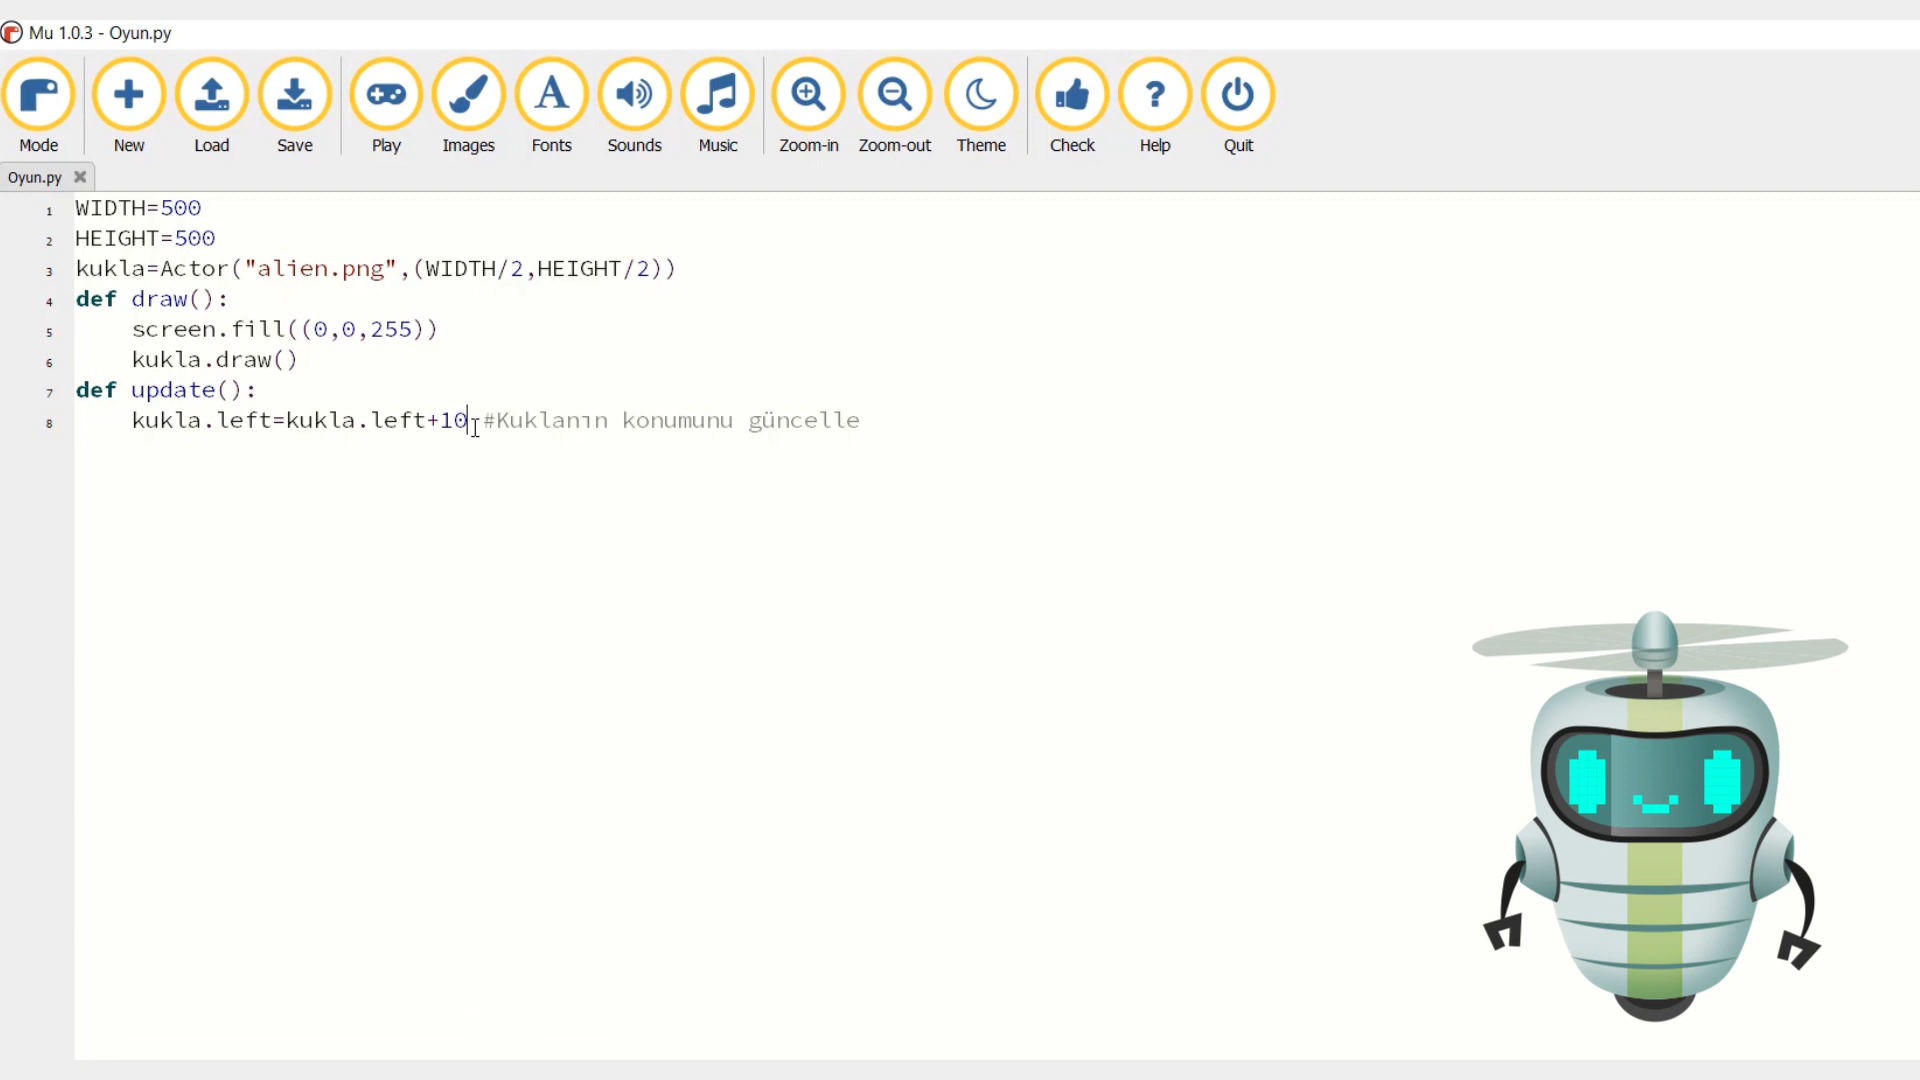 Mu 1.0.3 - Oyun.py
Mode New Load Save Play Images Fonts Sounds Music Zoom-in Zoom-out Theme Check Help Quit
Oyun.py
1 WIDTH=500
2 HEIGHT=500
3 kukla=Actor("alien.png",(WIDTH/2,HEIGHT/2))
4 def draw():
5 screen.fill((0,0,255))
6 kukla.draw()
7 def update():
8 kukla.left=kukla.left+10 #Kuklanın konumunu güncelle